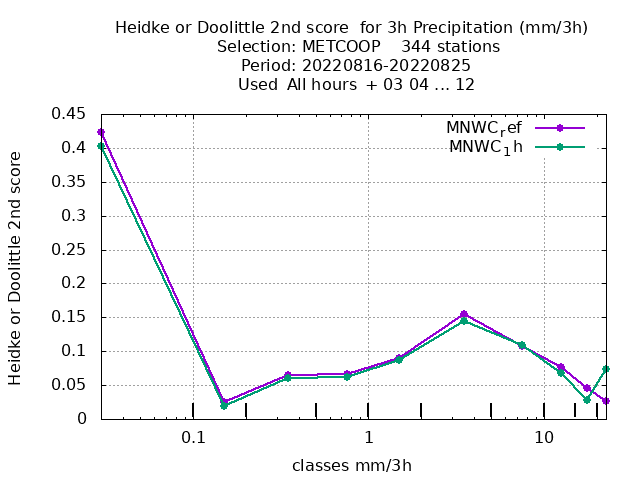 Heidke or Doolittle 2nd score  for 3h Precipitation (mm/3h)
Selection: METCOOP    344 stations
Period: 20220816-20220825
Used  All hours  + 03 04 ... 12
0.45
0.4
0.35
0.3
0.25
0.2
0.15
0.1
0.05
0
Heidke or Doolittle 2nd score
MNWCref
MNWC1h
0.1
1
10
classes mm/3h